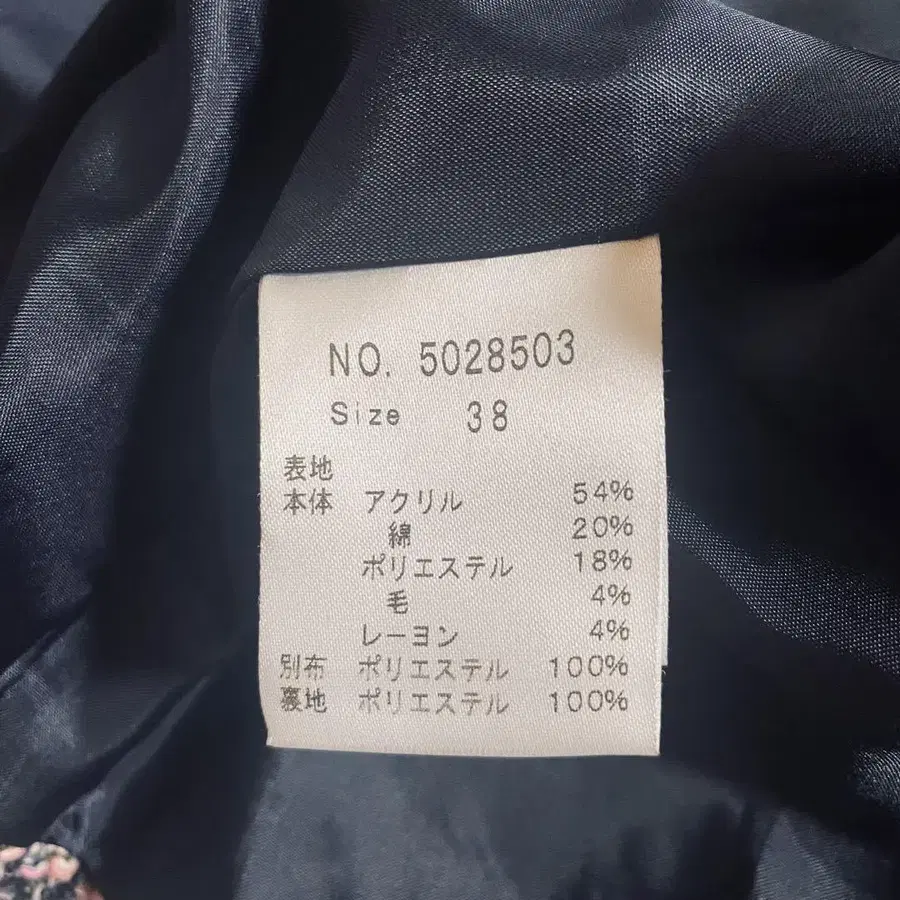 NO. 5028503
Size 38
表地
本体 アクリル 54%
綿 20%
ポリエステル 18%
毛 4%
レーヨン 4%
別布 ポリエステル 100%
裏地 ポリエステル 100%